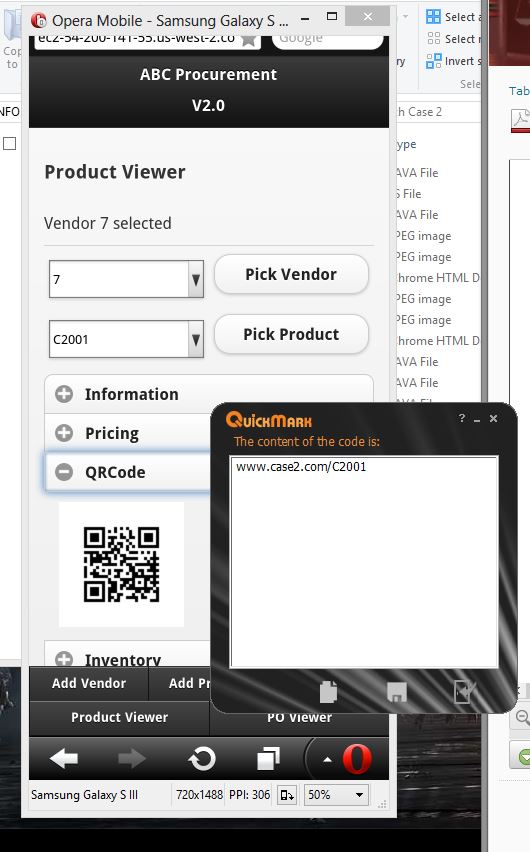 Opera Mobile - Samsung Galaxy S ...
ec2-54-200-141-55.us-west-2.co
Google
ABC Procurement
V2.0
Product Viewer
Vendor 7 selected
7
Pick Vendor
C2001
Pick Product
Information
Pricing
QRCode
Inventory
Add Vendor
Add Pr
Product Viewer
PO Viewer
Samsung Galaxy S III
720x1488
PPI: 306
50%
QuickMark
? _ ×
The content of the code is:
www.case2.com/C2001
Cop
to
NFO
Select a
Select n
Invert s
ry
Sele
ch Case 2
ype
AVA File
S File
AVA File
PEG image
PEG image
hrome HTML D
PEG image
PEG image
hrome HTML D
AVA File
AVA File
Tab